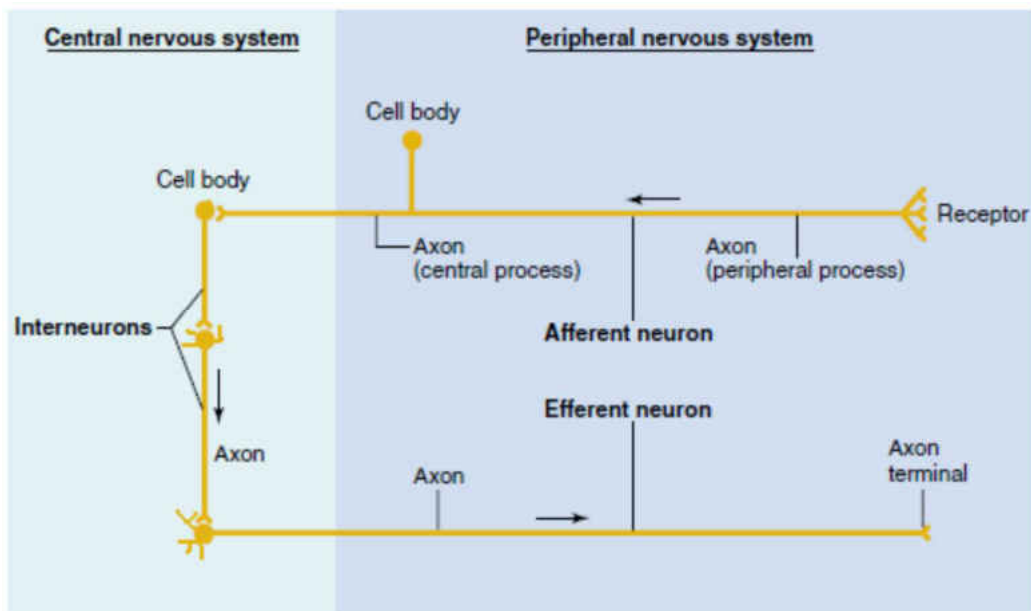 Central nervous system
Peripheral nervous system
Cell body
Cell body
Receptor
Axon
(central process)
Axon
(peripheral process)
Interneurons
Afferent neuron
Efferent neuron
Axon
Axon
Axon
terminal